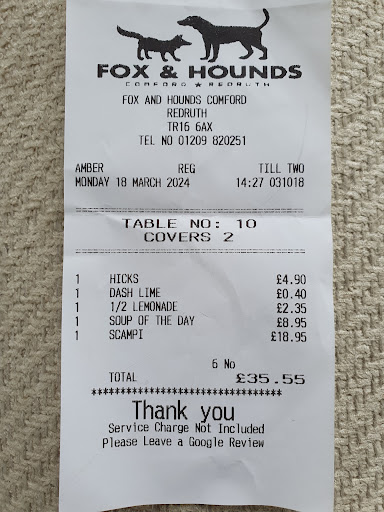 FOX & HOUNDS
COMFORD ★ REDRUTH
FOX AND HOUNDS COMFORD
REDRUTH
TR16 6AX
TEL NO 01209 820251
AMBER REG TILL TWO
MONDAY 18 MARCH 2024 14:27 031018
TABLE NO: 10
COVERS 2
1 HICKS £4.90
1 DASH LIME £0.40
1 1/2 LEMONADE £2.35
1 SOUP OF THE DAY £8.95
1 SCAMPI £18.95
6 No
TOTAL £35.55
**********************************
Thank you
Service Charge Not Included
Please Leave a Google Review